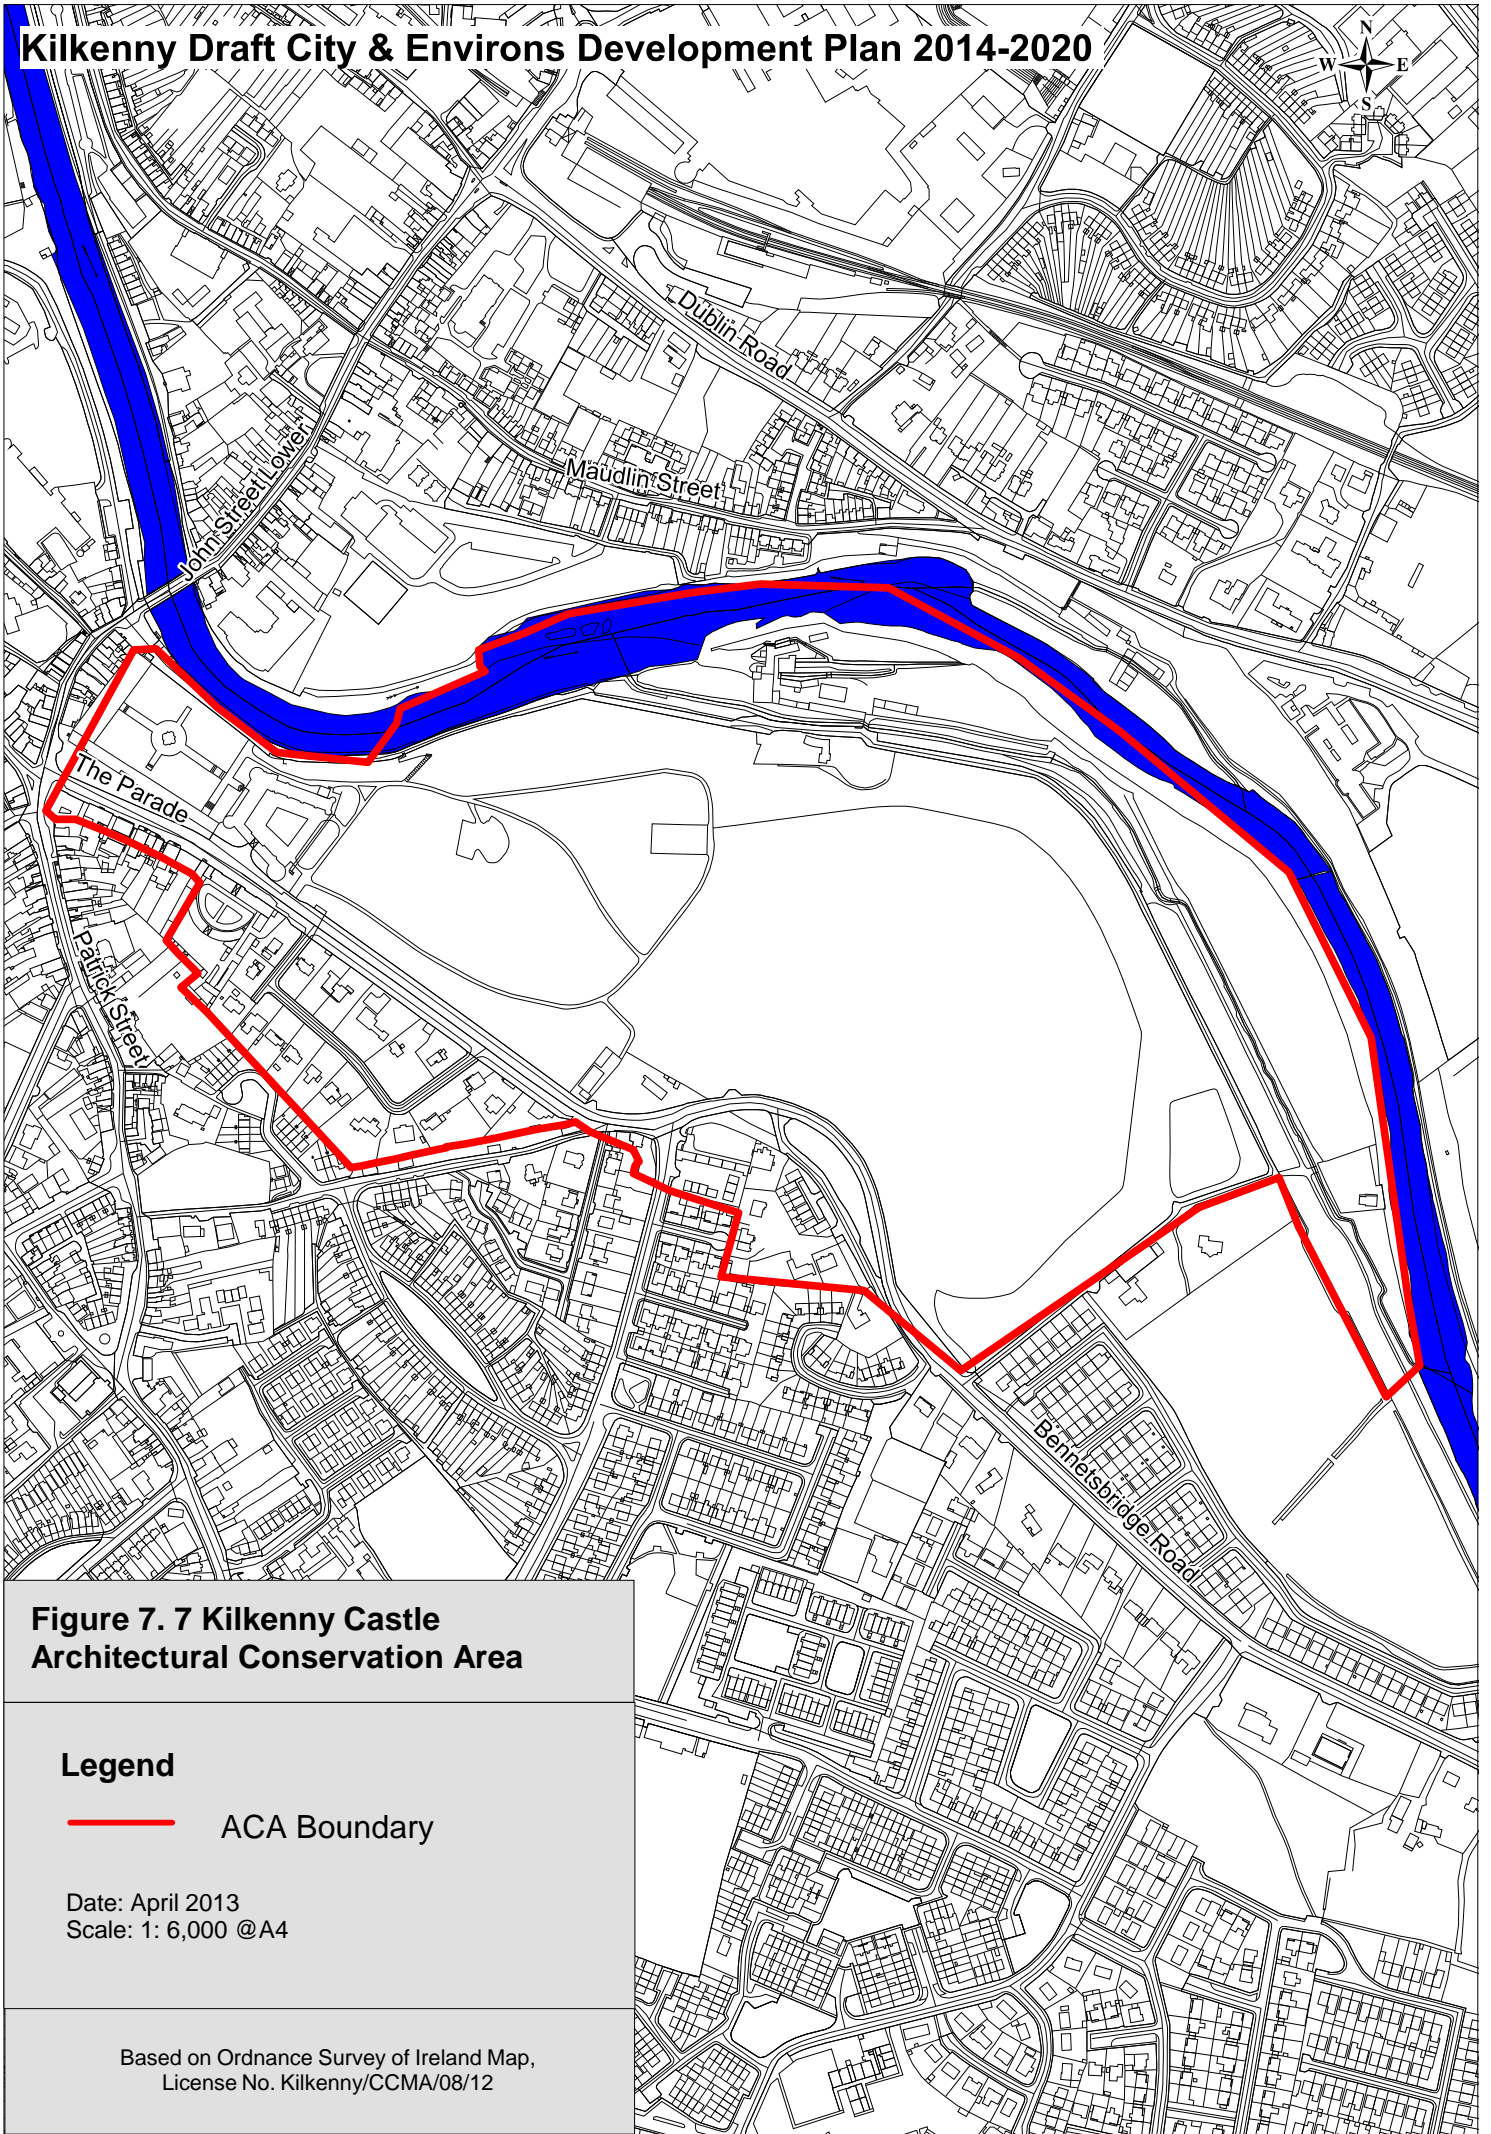 Kilkenny Draft City & Environs Development Plan 2014-2020
N
W E
S
Dublin Road
John Street Lower
Maudlin Street
The Parade
Patrick Street
Bennetsbridge Road
Figure 7. 7 Kilkenny Castle
Architectural Conservation Area
Legend
ACA Boundary
Date: April 2013
Scale: 1: 6,000 @A4
Based on Ordnance Survey of Ireland Map,
License No. Kilkenny/CCMA/08/12